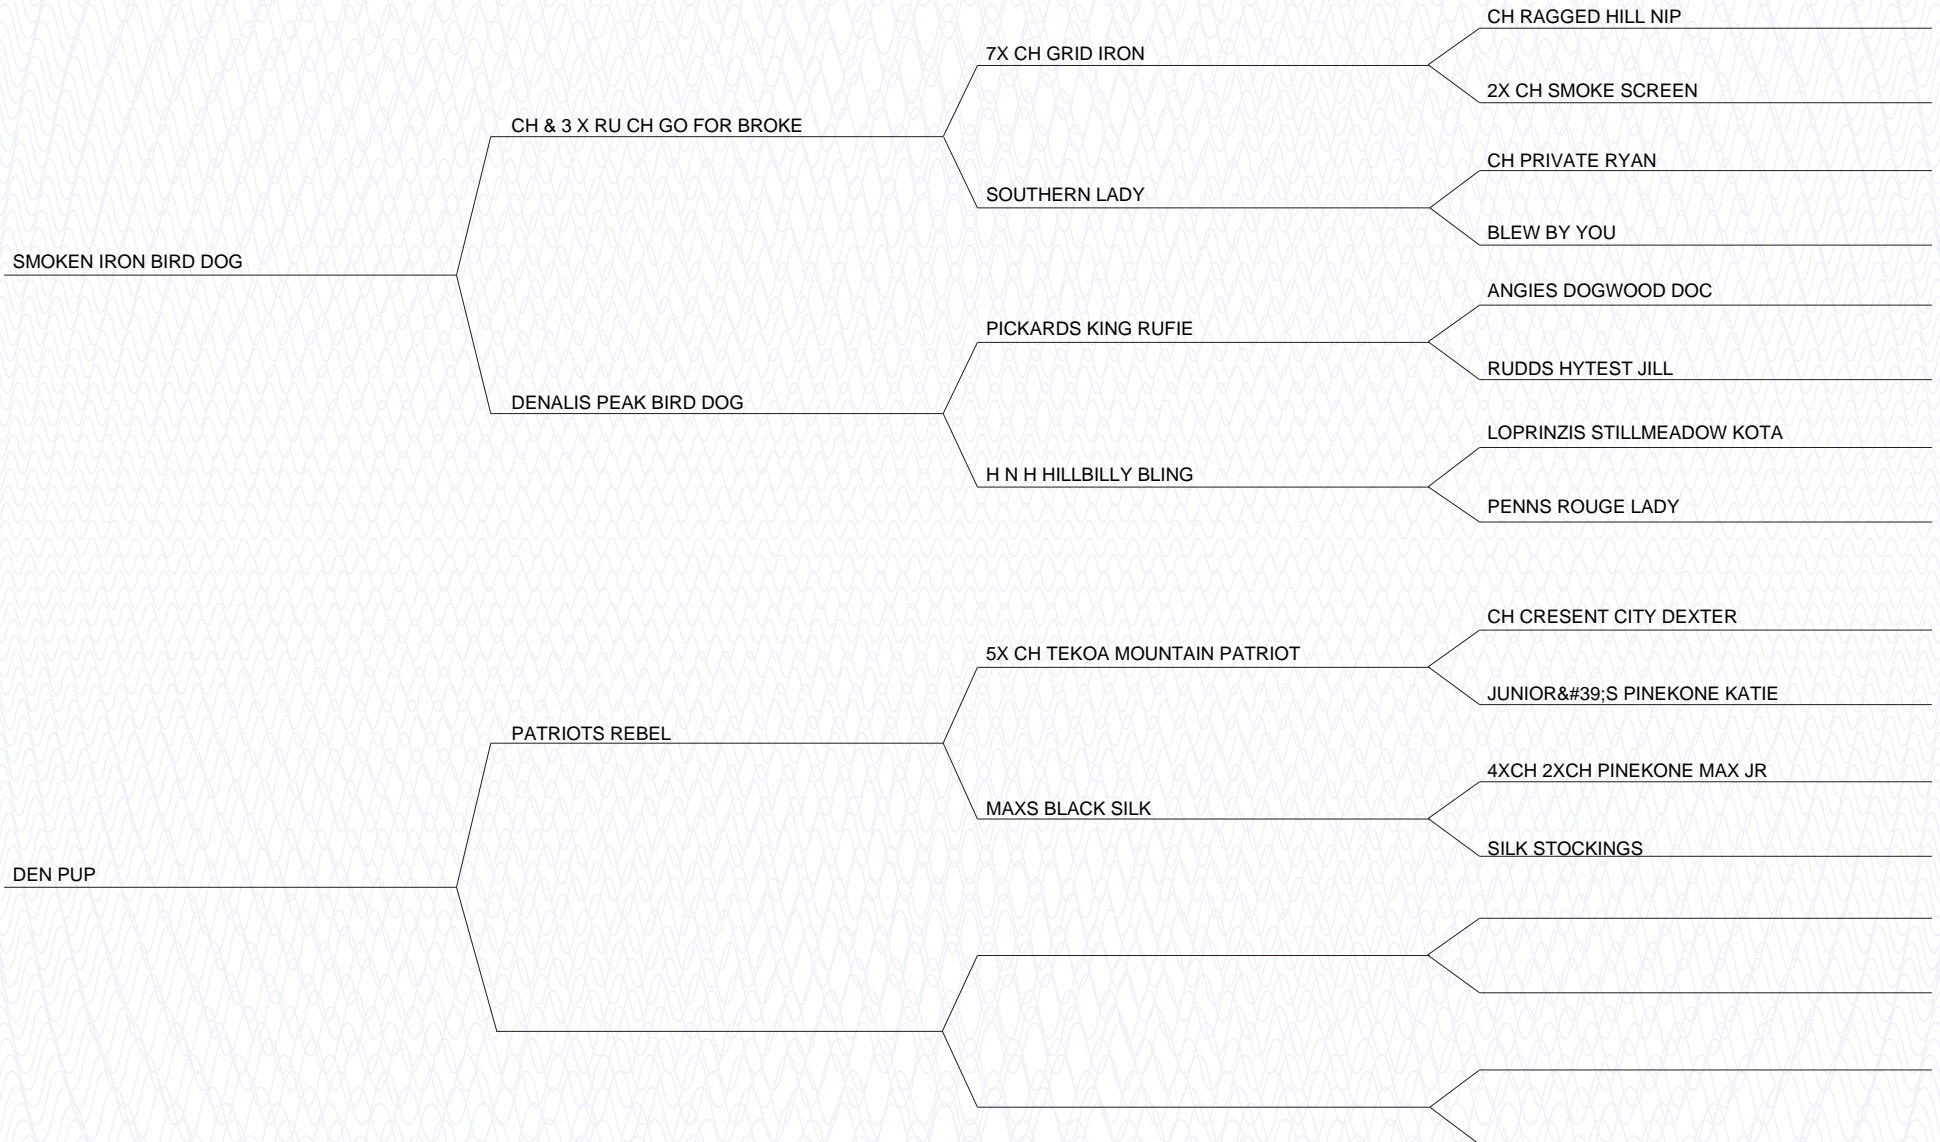 CH RAGGED HILL NIP
7X CH GRID IRON
2X CH SMOKE SCREEN
CH & 3 X RU CH GO FOR BROKE
CH PRIVATE RYAN
SOUTHERN LADY
BLEW BY YOU
SMOKEN IRON BIRD DOG
ANGIES DOGWOOD DOC
PICKARDS KING RUFIE
RUDDS HYTEST JILL
DENALIS PEAK BIRD DOG
LOPRINZIS STILLMEADOW KOTA
H N H HILLBILLY BLING
PENNS ROUGE LADY
CH CRESENT CITY DEXTER
5X CH TEKOA MOUNTAIN PATRIOT
JUNIOR&#39;S PINEKONE KATIE
PATRIOTS REBEL
4XCH 2XCH PINEKONE MAX JR
MAXS BLACK SILK
SILK STOCKINGS
DEN PUP